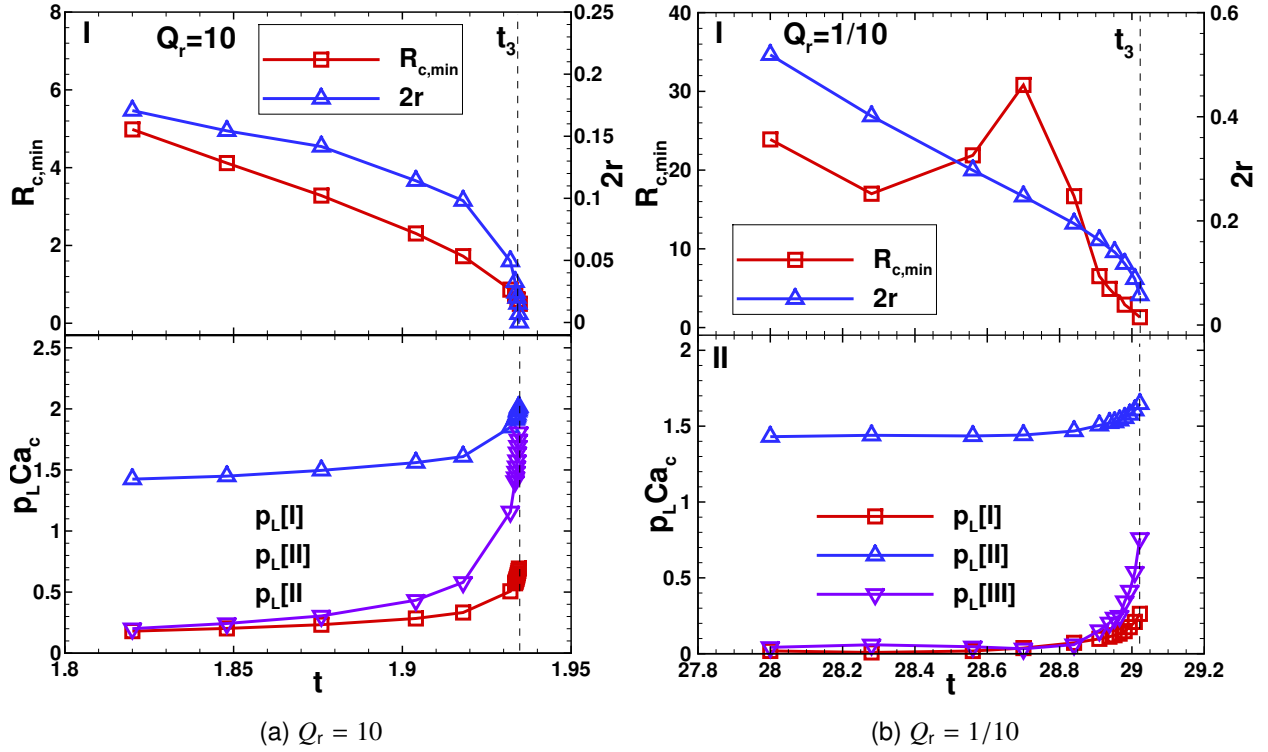 I
Q_r=10
R_c,min
2r
t_3
8
6
4
2
0
R_c,min
0.25
0.2
0.15
0.1
0.05
0
2r
2.5
2
1.5
1
0.5
0
p_LCa_c
p_L[I]
p_L[II]
p_L[II
1.8
1.85
1.9
1.95
t
(a) Q_r = 10
I
Q_r=1/10
t_3
40
30
20
10
0
R_c,min
R_c,min
2r
0.6
0.4
0.2
0
2r
II
2
1.5
1
0.5
0
p_LCa_c
p_L[I]
p_L[II]
p_L[III]
27.8
28
28.2
28.4
28.6
28.8
29
29.2
t
(b) Q_r = 1/10